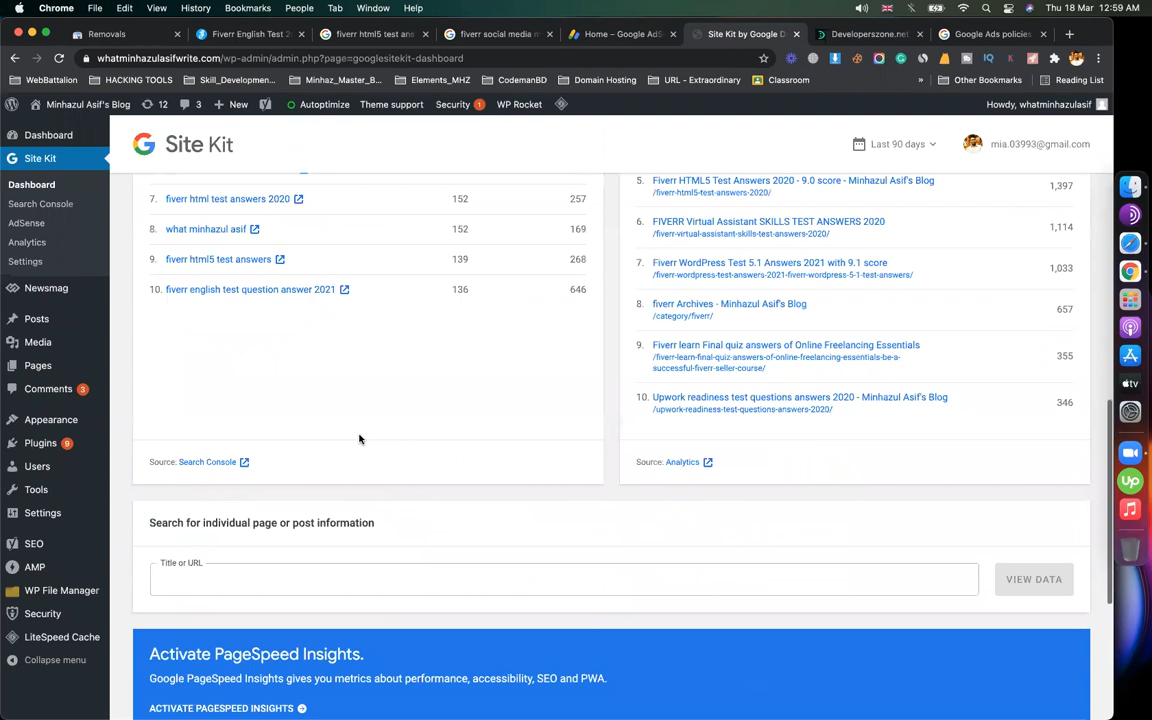 Chrome File Edit View History Bookmarks People Tab Window Help Thu 18 Mar 12:59 AM
Removals
Fiverr English Test 2
fiverr html5 test ans
fiverr social media m
Home – Google AdS
Site Kit by Google D
Developerszone.net
Google Ads policies
whatminhazulasifwrite.com/wp-admin/admin.php?page=googlesitekit-dashboard
WebBattalion HACKING TOOLS Skill_Developmen... Minhaz_Master_B... Elements_MHZ CodemanBD Domain Hosting URL - Extraordinary Classroom » Other Bookmarks Reading List
Minhazul Asif's Blog 12 3 New Autoptimize Theme support Security 1 WP Rocket Howdy, whatminhazulasif
Dashboard
Site Kit
Dashboard
Search Console
AdSense
Analytics
Settings
Newsmag
Posts
Media
Pages
Comments 3
Appearance
Plugins 9
Users
Tools
Settings
SEO
AMP
WP File Manager
Security
LiteSpeed Cache
Collapse menu
Site Kit
Last 90 days
mia.03993@gmail.com
7. fiverr html test answers 2020 152 257
8. what minhazul asif 152 169
9. fiverr html5 test answers 139 268
10. fiverr english test question answer 2021 136 646
Source: Search Console
5. Fiverr HTML5 Test Answers 2020 - 9.0 score - Minhazul Asif's Blog 1,397
/fiverr-html5-test-answers-2020/
6. FIVERR Virtual Assistant SKILLS TEST ANSWERS 2020 1,114
/fiverr-virtual-assistant-skills-test-answers-2020/
7. Fiverr WordPress Test 5.1 Answers 2021 with 9.1 score 1,033
/fiverr-wordpress-test-answers-2021-fiverr-wordpress-5-1-test-answers/
8. fiverr Archives - Minhazul Asif's Blog 657
/category/fiverr/
9. Fiverr learn Final quiz answers of Online Freelancing Essentials 355
/fiverr-learn-final-quiz-answers-of-online-freelancing-essentials-be-a-
successful-fiverr-seller-course/
10. Upwork readiness test questions answers 2020 - Minhazul Asif's Blog 346
/upwork-readiness-test-questions-answers-2020/
Source: Analytics
Search for individual page or post information
Title or URL
VIEW DATA
Activate PageSpeed Insights.
Google PageSpeed Insights gives you metrics about performance, accessibility, SEO and PWA.
ACTIVATE PAGESPEED INSIGHTS
tv
Up